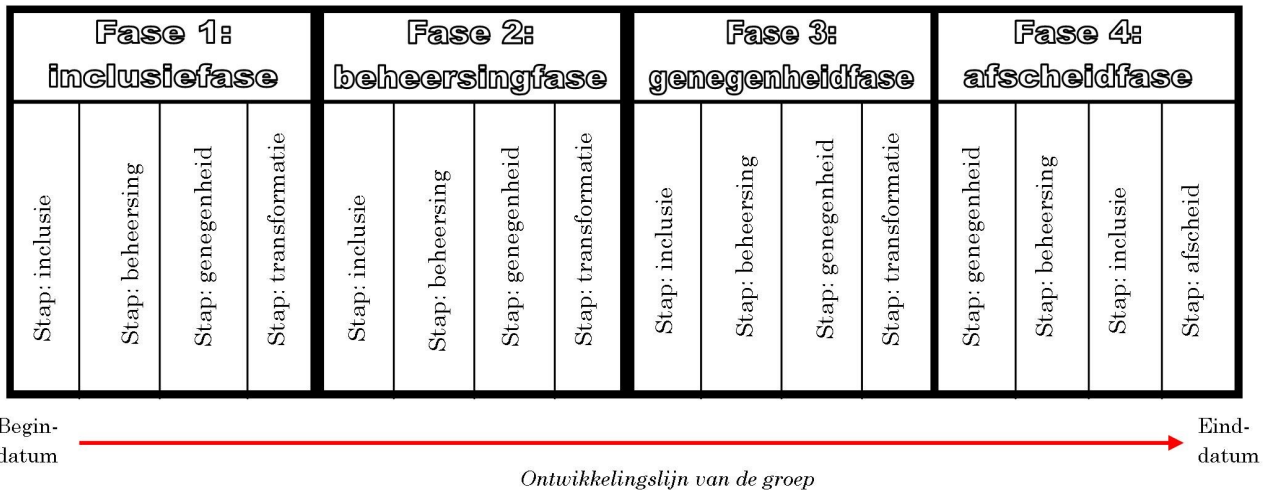 Fase 1:
inclusiefase
Stap: inclusie
Stap: beheersing
Stap: genegenheid
Stap: transformatie
Fase 2:
beheersingfase
Stap: inclusie
Stap: beheersing
Stap: genegenheid
Stap: transformatie
Fase 3:
genegenheidfase
Stap: inclusie
Stap: beheersing
Stap: genegenheid
Stap: transformatie
Fase 4:
afscheidfase
Stap: genegenheid
Stap: beheersing
Stap: inclusie
Stap: afscheid
Begin-
datum
Eind-
datum
Ontwikkelingslijn van de groep